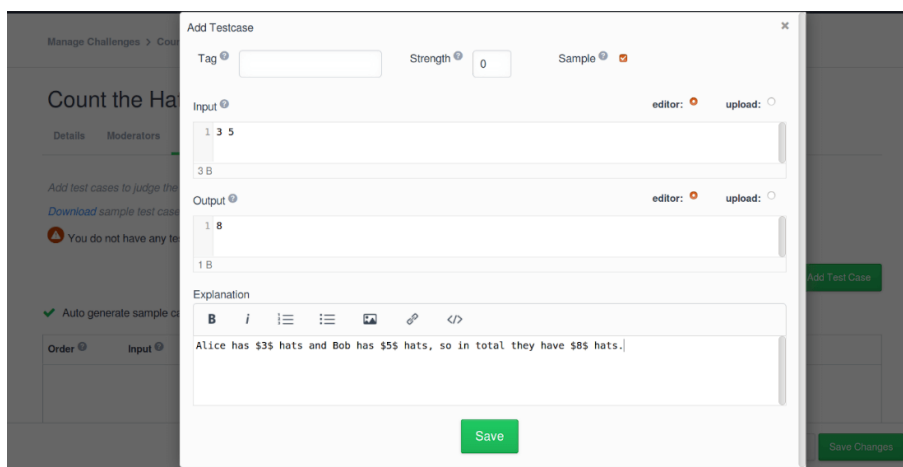 Add Testcase ×
Manage Challenges > Cour
Tag Strength 0 Sample
Count the Ha
Input editor: upload:
Details Moderators
1 3 5
3 B
Add test cases to judge the
Output editor: upload:
Download sample test case
1 8
You do not have any te
1 B
Add Test Case
Explanation
Auto generate sample ca
B i </>
Order Input
Alice has $3$ hats and Bob has $5$ hats, so in total they have $8$ hats.
Save
Save Changes